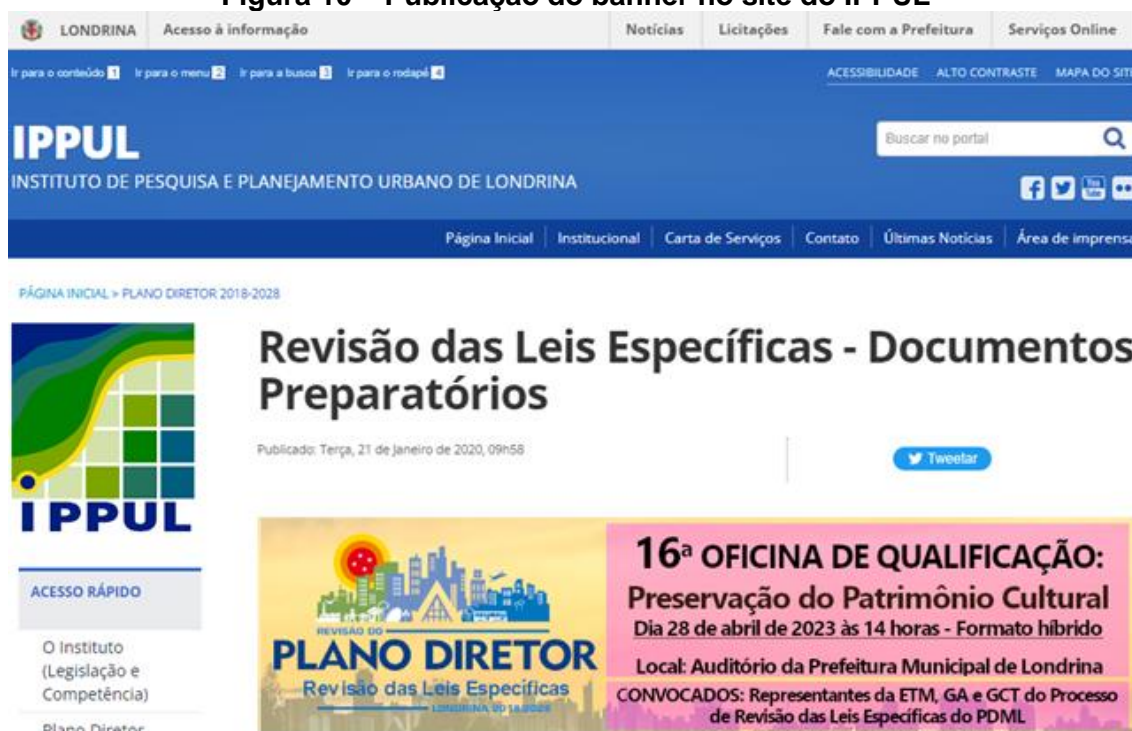 Figura 10 – Publicação do banner no site do IPPUL
LONDRINA Acesso à informação Notícias Licitações Fale com a Prefeitura Serviços Online
Ir para o conteúdo 1 Ir para o menu 2 Ir para a busca 3 Ir para o rodapé 4 ACESSIBILIDADE ALTO CONTRASTE MAPA DO SITE
IPPUL
Buscar no portal
INSTITUTO DE PESQUISA E PLANEJAMENTO URBANO DE LONDRINA
Página Inicial Institucional Carta de Serviços Contato Últimas Notícias Área de imprensa
PÁGINA INICIAL > PLANO DIRETOR 2018-2028
Revisão das Leis Específicas - Documentos
Preparatórios
Publicado: Terça, 21 de Janeiro de 2020, 09h58
Tweetar
IPPUL
ACESSO RÁPIDO
O Instituto
(Legislação e
Competência)
Plano Diretor
REVISÃO DO
PLANO DIRETOR
Revisão das Leis Específicas
LONDRINA 2018.2028
16ª OFICINA DE QUALIFICAÇÃO:
Preservação do Patrimônio Cultural
Dia 28 de abril de 2023 às 14 horas - Formato híbrido
Local: Auditório da Prefeitura Municipal de Londrina
CONVOCADOS: Representantes da ETM, GA e GCT do Processo
de Revisão das Leis Específicas do PDML